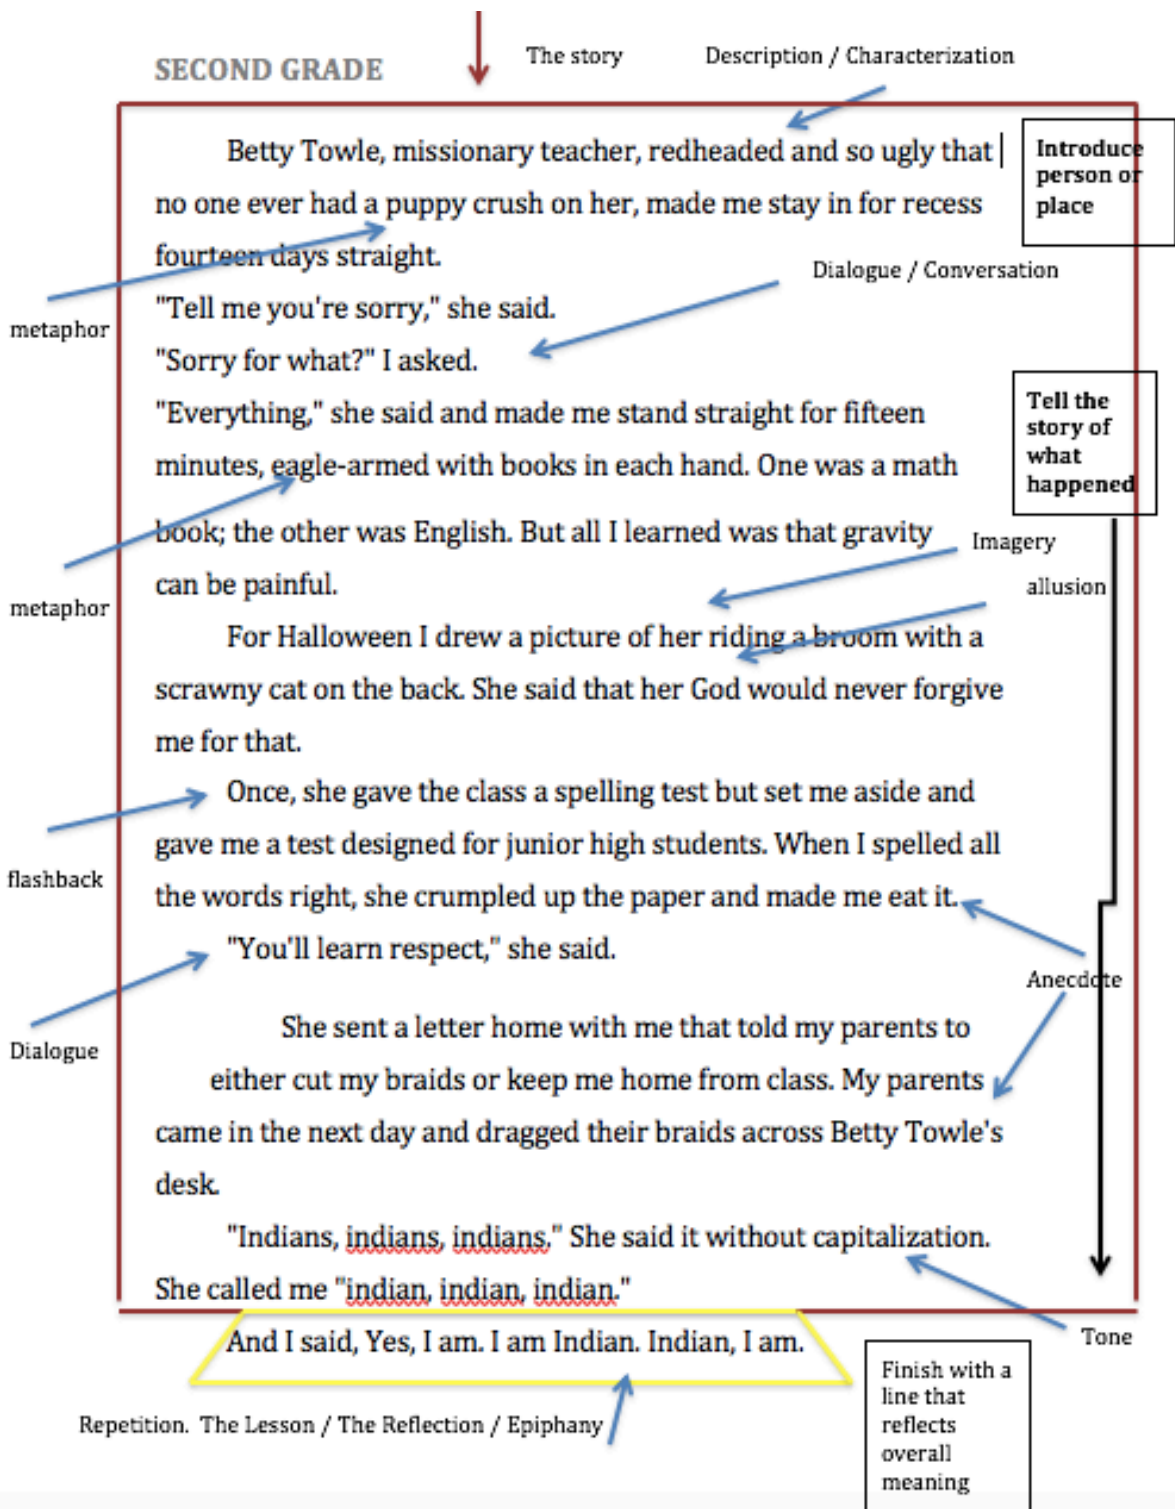 The story
Description / Characterization
SECOND GRADE
Betty Towle, missionary teacher, redheaded and so ugly that
no one ever had a puppy crush on her, made me stay in for recess
fourteen days straight.
Introduce
person or
place
metaphor
Dialogue / Conversation
"Tell me you're sorry," she said.
"Sorry for what?" I asked.
"Everything," she said and made me stand straight for fifteen
minutes, eagle-armed with books in each hand. One was a math
book; the other was English. But all I learned was that gravity
can be painful.
Tell the
story of
what
happened
metaphor
Imagery
allusion
For Halloween I drew a picture of her riding a broom with a
scrawny cat on the back. She said that her God would never forgive
me for that.
Once, she gave the class a spelling test but set me aside and
gave me a test designed for junior high students. When I spelled all
the words right, she crumpled up the paper and made me eat it.
flashback
"You'll learn respect," she said.
Anecdote
Dialogue
She sent a letter home with me that told my parents to
either cut my braids or keep me home from class. My parents
came in the next day and dragged their braids across Betty Towle's
desk.
"Indians, indians, indians." She said it without capitalization.
She called me "indian, indian, indian."
Tone
And I said, Yes, I am. I am Indian. Indian, I am.
Repetition. The Lesson / The Reflection / Epiphany
Finish with a
line that
reflects
overall
meaning